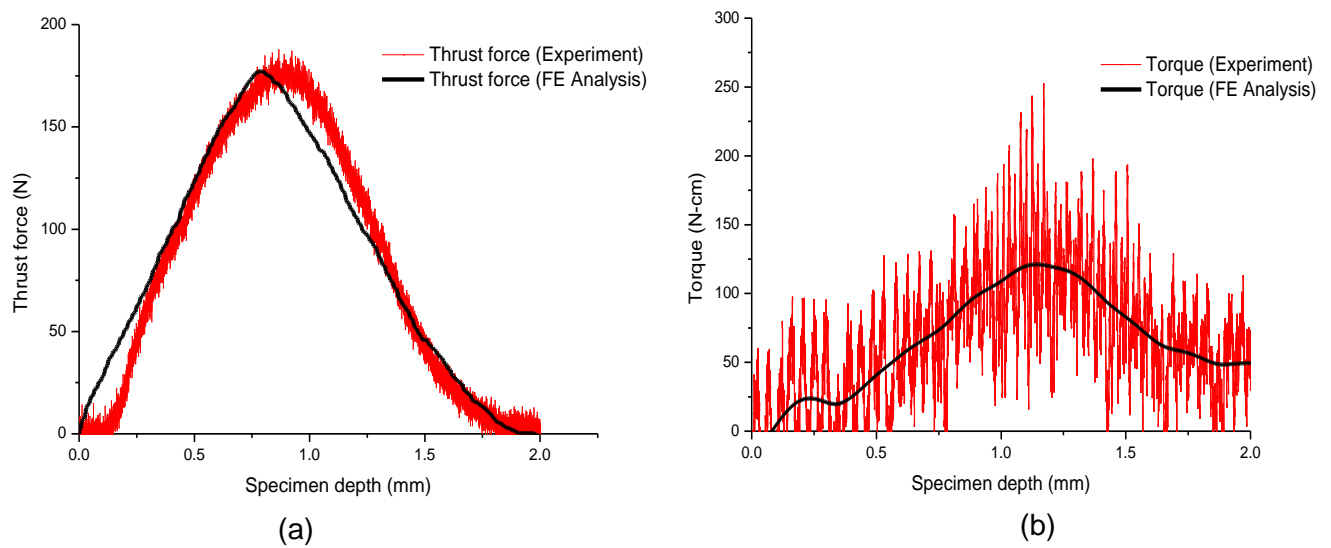 200
150
100
50
0
Thrust force (N)
Thrust force (Experiment)
Thrust force (FE Analysis)
0.0 0.5 1.0 1.5 2.0
Specimen depth (mm)
(a)
300
250
200
150
100
50
0
Torque (N-cm)
Torque (Experiment)
Torque (FE Analysis)
0.0 0.5 1.0 1.5 2.0
Specimen depth (mm)
(b)